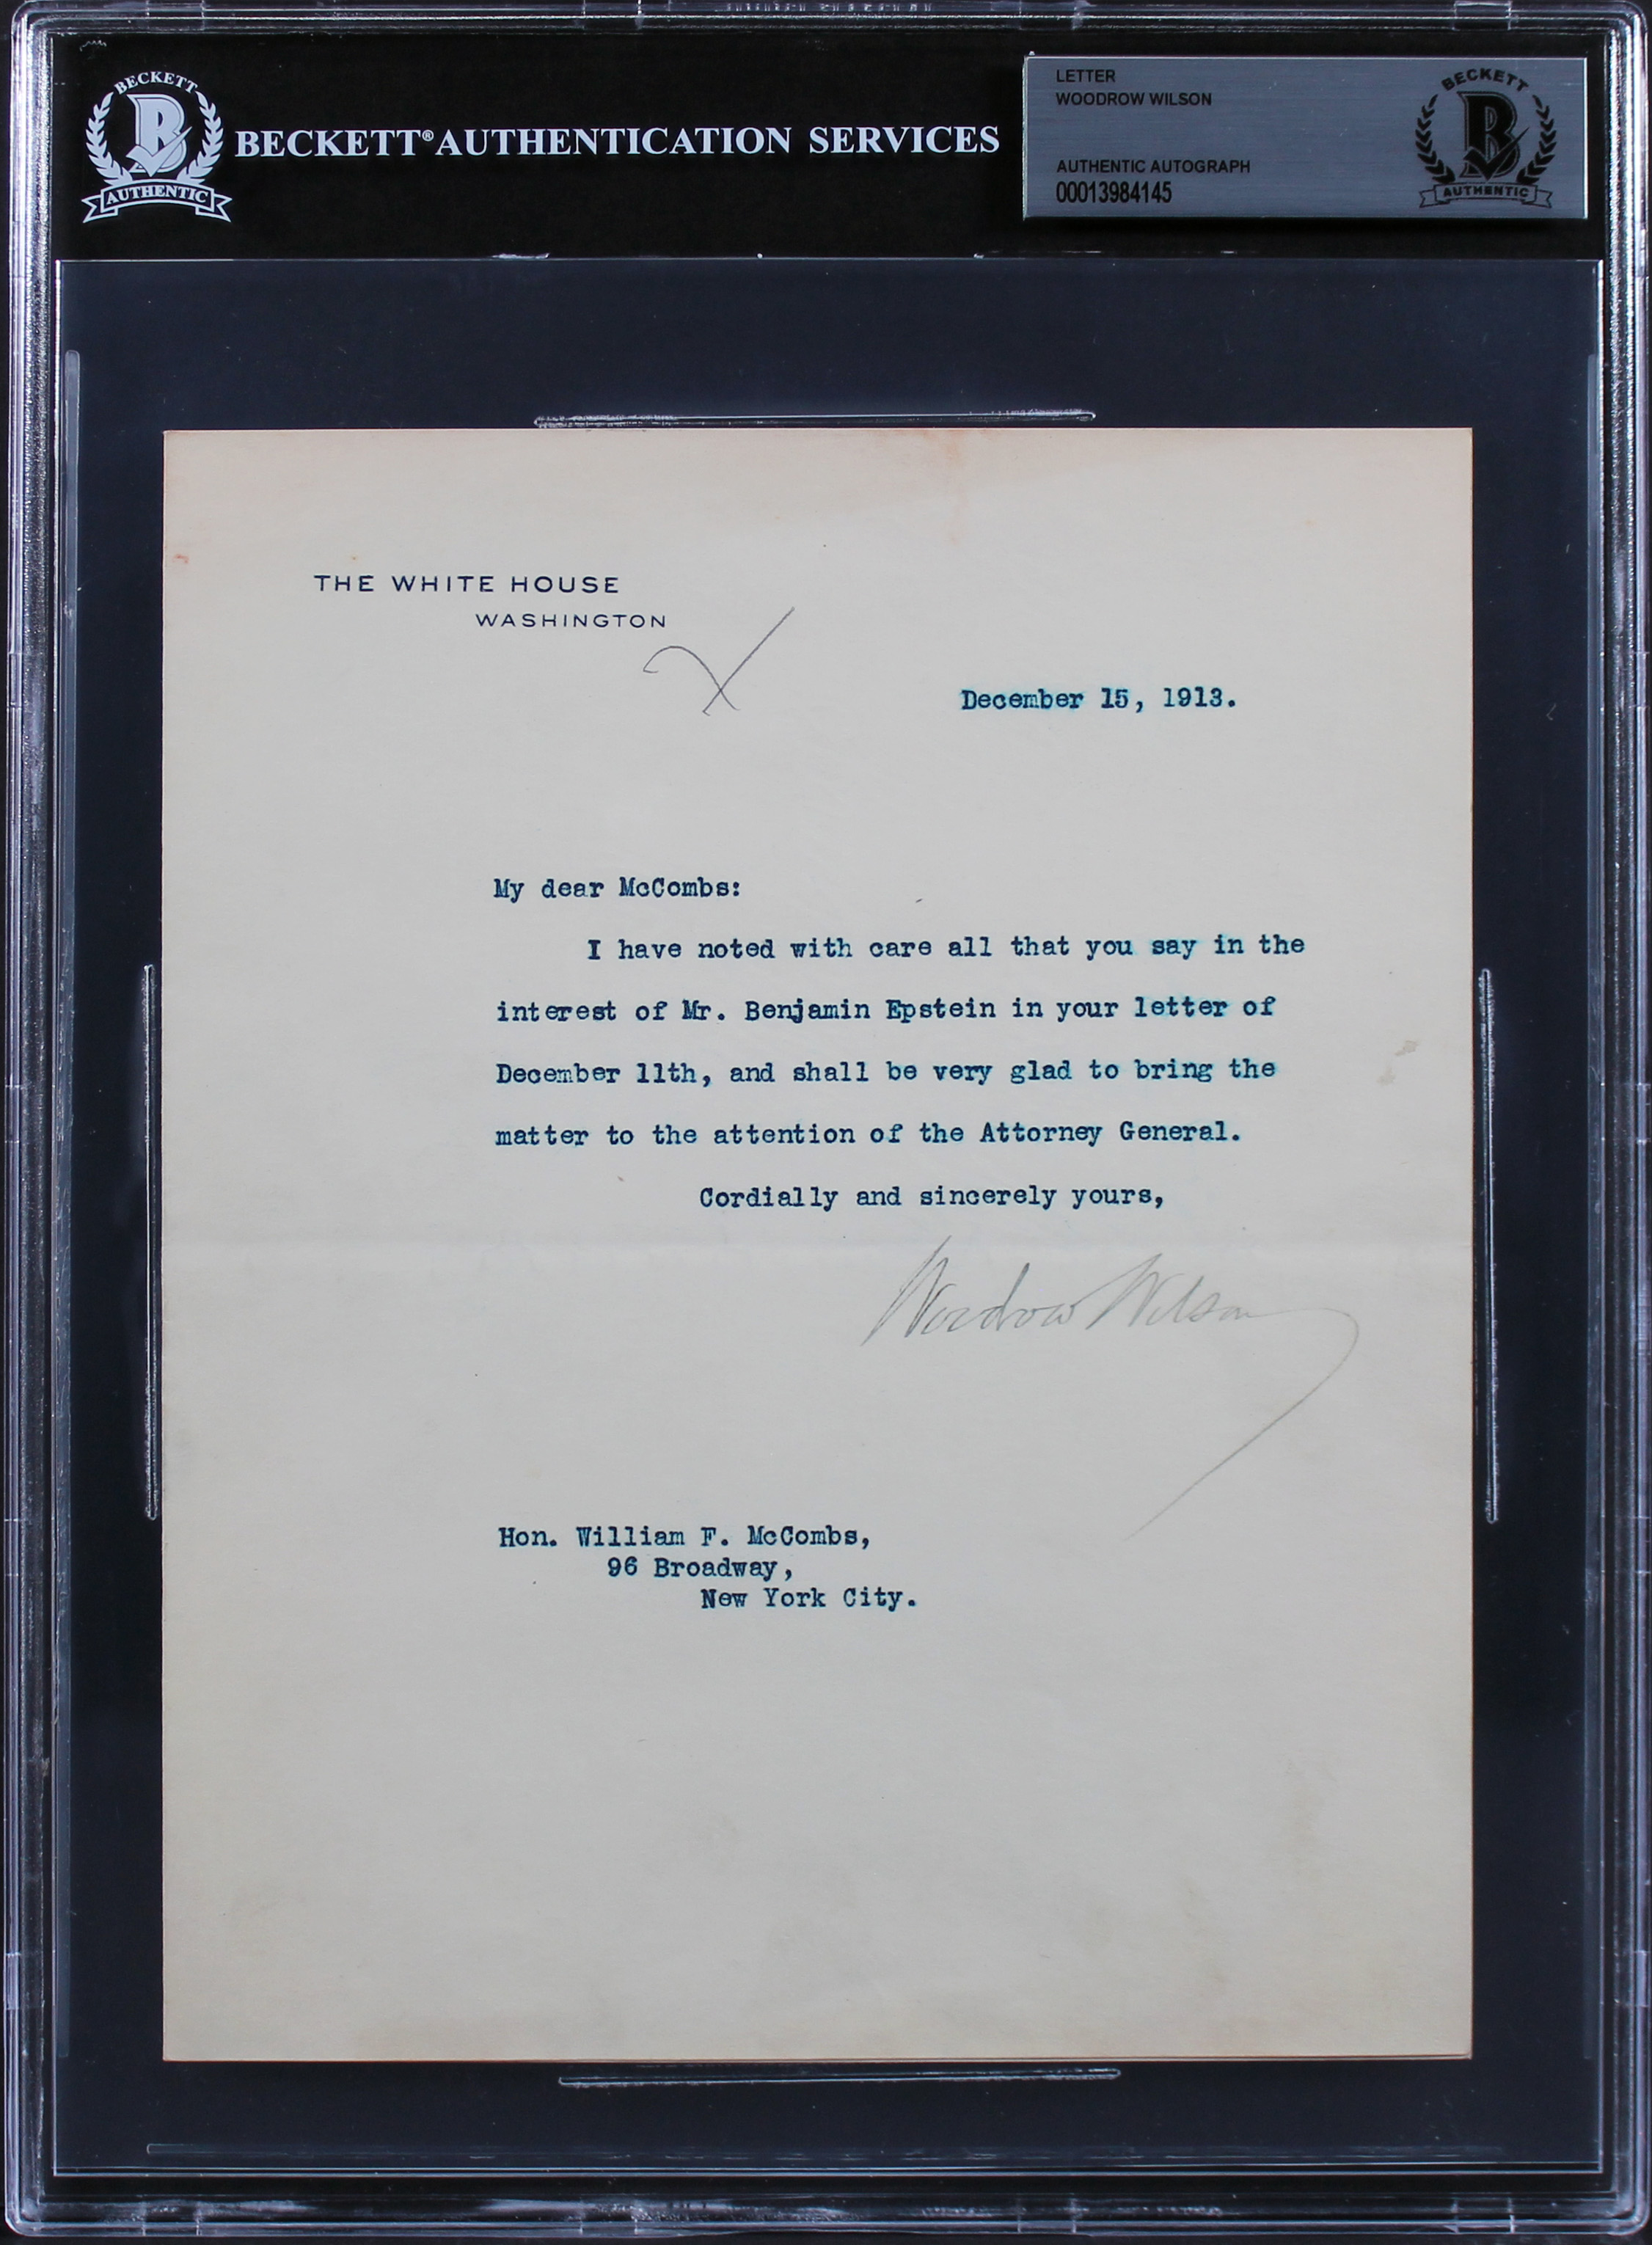 BECKETT
B
AUTHENTIC
BECKETT® AUTHENTICATION SERVICES
LETTER
WOODROW WILSON
AUTHENTIC AUTOGRAPH
00013984145
BECKETT
B
AUTHENTIC
THE WHITE HOUSE
WASHINGTON
X
December 15, 1913.
My dear McCombs:
I have noted with care all that you say in the
interest of Mr. Benjamin Epstein in your letter of
December 11th, and shall be very glad to bring the
matter to the attention of the Attorney General.
Cordially and sincerely yours,
Woodrow Wilson
Hon. William F. McCombs,
96 Broadway,
New York City.